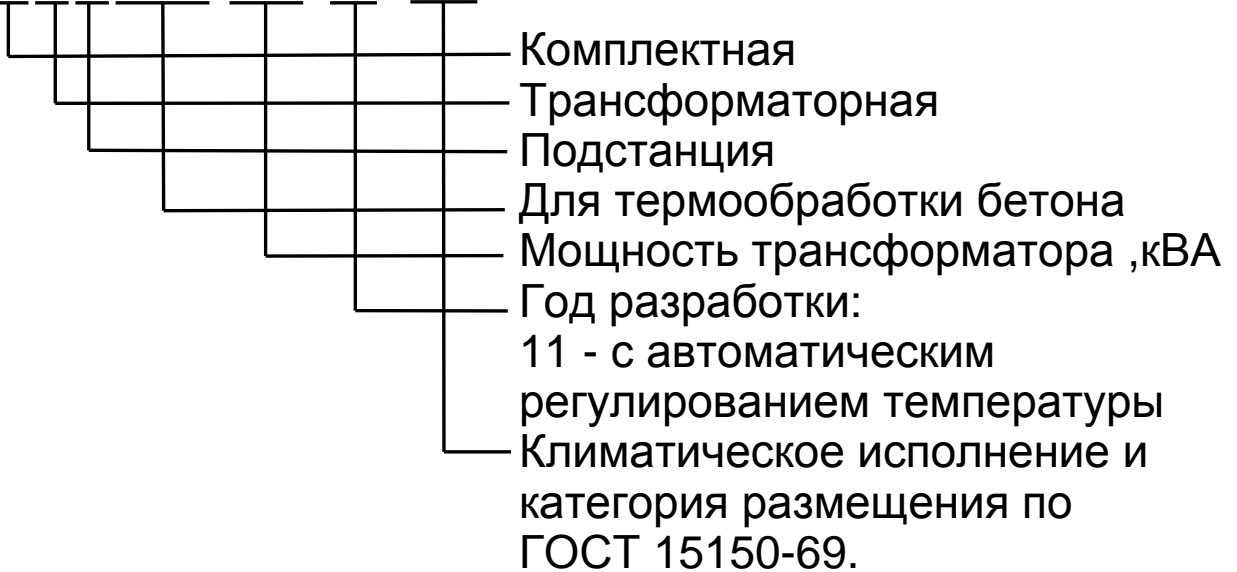 Комплектная
Трансформаторная
Подстанция
Для термообработки бетона
Мощность трансформатора ,кВА
Год разработки:
11 - с автоматическим
регулированием температуры
Климатическое исполнение и
категория размещения по
ГОСТ 15150-69.